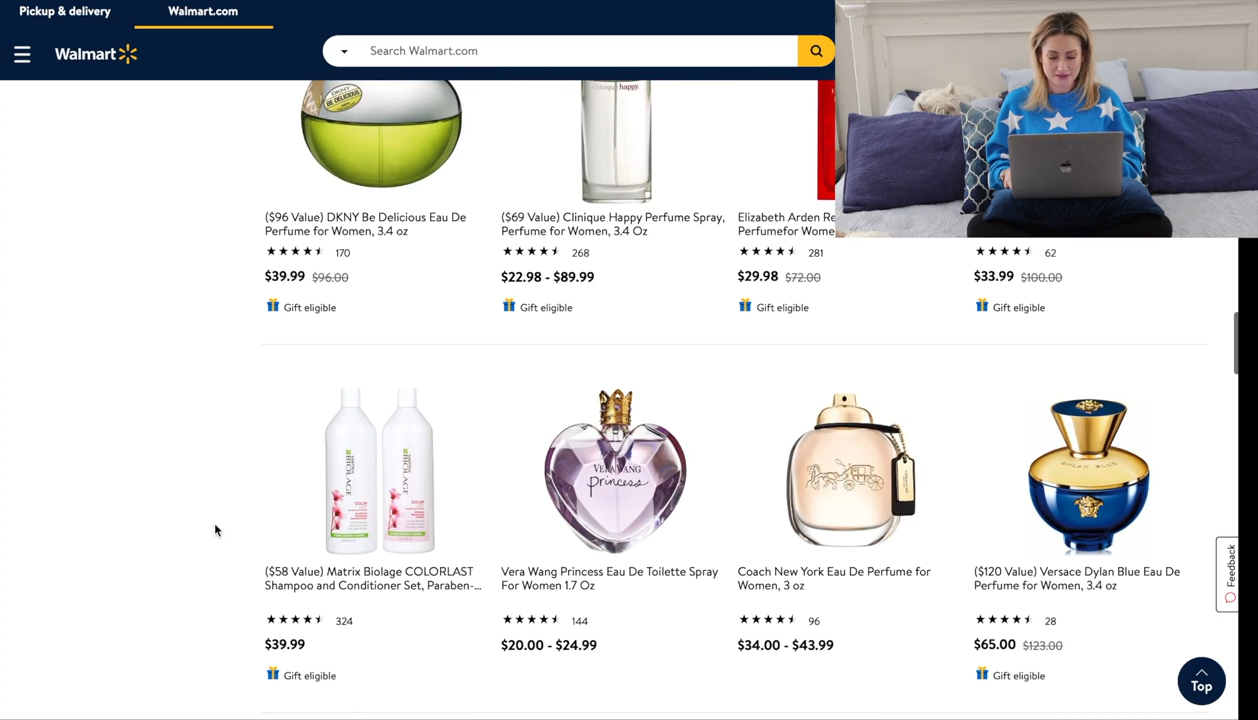 Pickup & delivery
Walmart.com
Walmart
Search Walmart.com
DKNY
BE DELICIOUS
clinique happy.
($96 Value) DKNY Be Delicious Eau De
Perfume for Women, 3.4 oz
170
$39.99 $96.00
Gift eligible
($69 Value) Clinique Happy Perfume Spray,
Perfume for Women, 3.4 Oz
268
$22.98 - $89.99
Gift eligible
Elizabeth Arden Re
Perfumefor Wome
281
$29.98 $72.00
Gift eligible
62
$33.99 $100.00
Gift eligible
BIOLAGE
COLOR
BIOLAGE
COLOR
VERA WANG
princess
DYLAN BLUE
($58 Value) Matrix Biolage COLORLAST
Shampoo and Conditioner Set, Paraben-...
324
$39.99
Gift eligible
Vera Wang Princess Eau De Toilette Spray
For Women 1.7 Oz
144
$20.00 - $24.99
Coach New York Eau De Perfume for
Women, 3 oz
96
$34.00 - $43.99
($120 Value) Versace Dylan Blue Eau De
Perfume for Women, 3.4 oz
28
$65.00 $123.00
Gift eligible
Feedback
Top